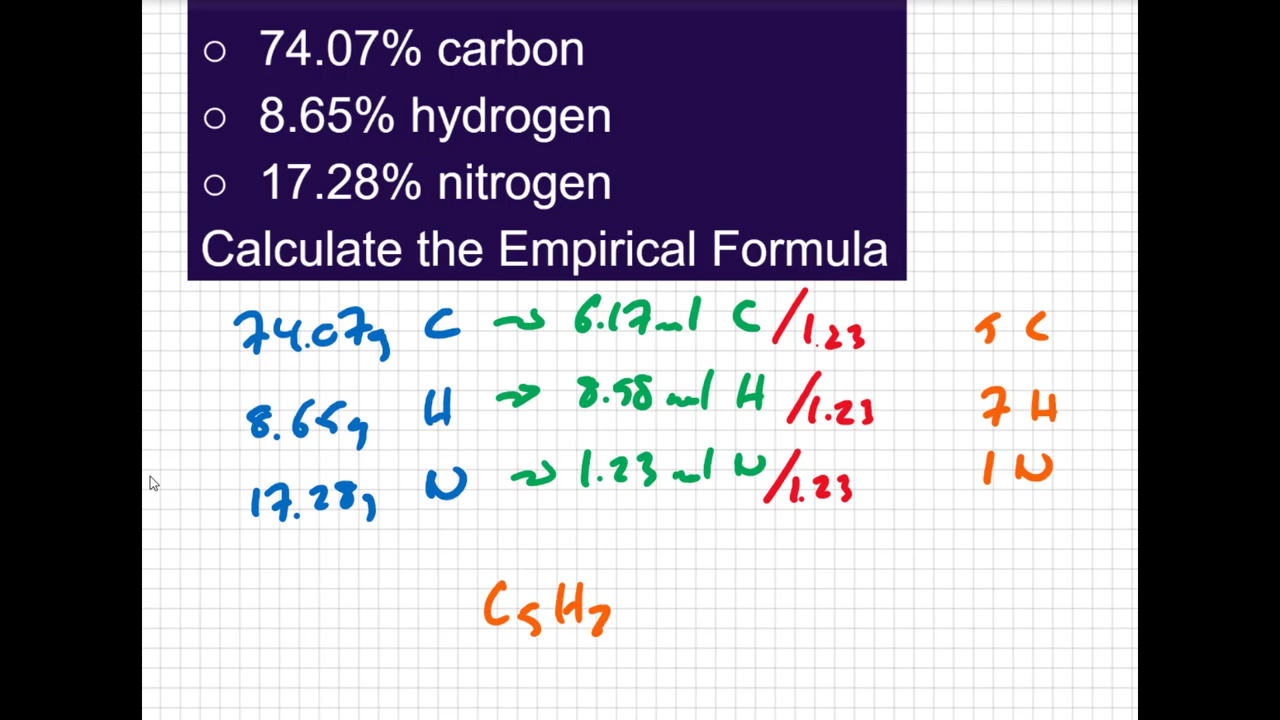 ○ 74.07% carbon
○ 8.65% hydrogen
○ 17.28% nitrogen
Calculate the Empirical Formula
74.07g C → 6.17 mol C /1.23 5 C
8.65g H → 8.58 mol H /1.23 7 H
17.28g N → 1.23 mol N /1.23 1 N
C5H7